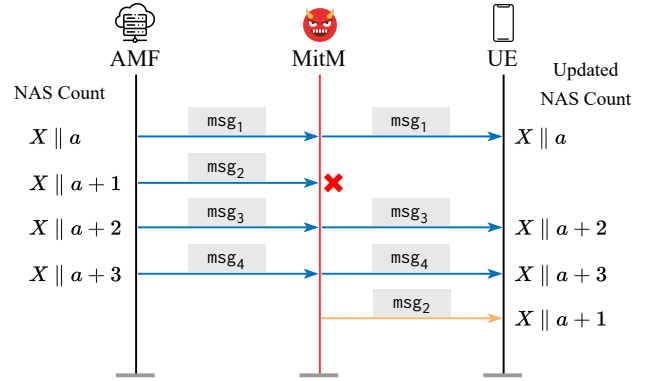 AMF MitM UE
NAS Count
Updated
NAS Count
X ∥ a msg₁ msg₁ X ∥ a
X ∥ a + 1 msg₂
X ∥ a + 2 msg₃ msg₃ X ∥ a + 2
X ∥ a + 3 msg₄ msg₄ X ∥ a + 3
msg₂ X ∥ a + 1